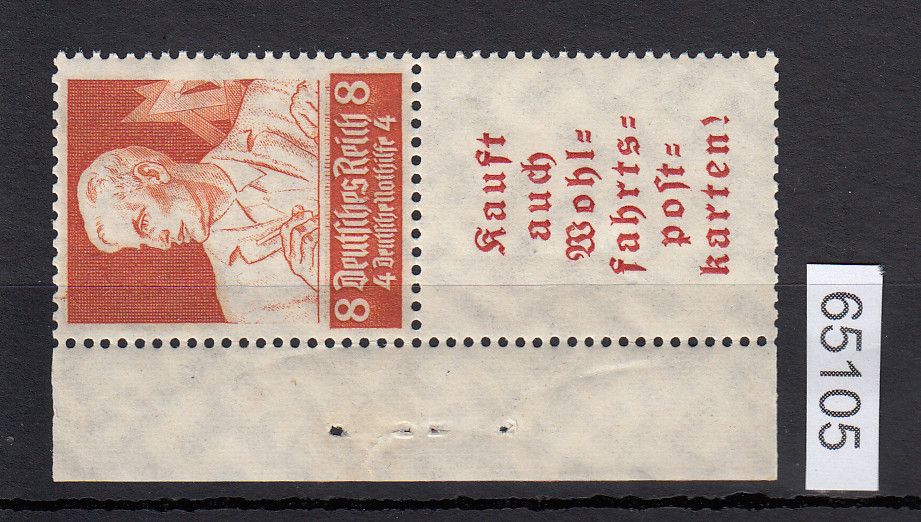 8 Deutsches Reich 8
4 Deutsche Nothilfe 4
Kauft
auch
Wohl=
fahrts=
post=
karten!
65105